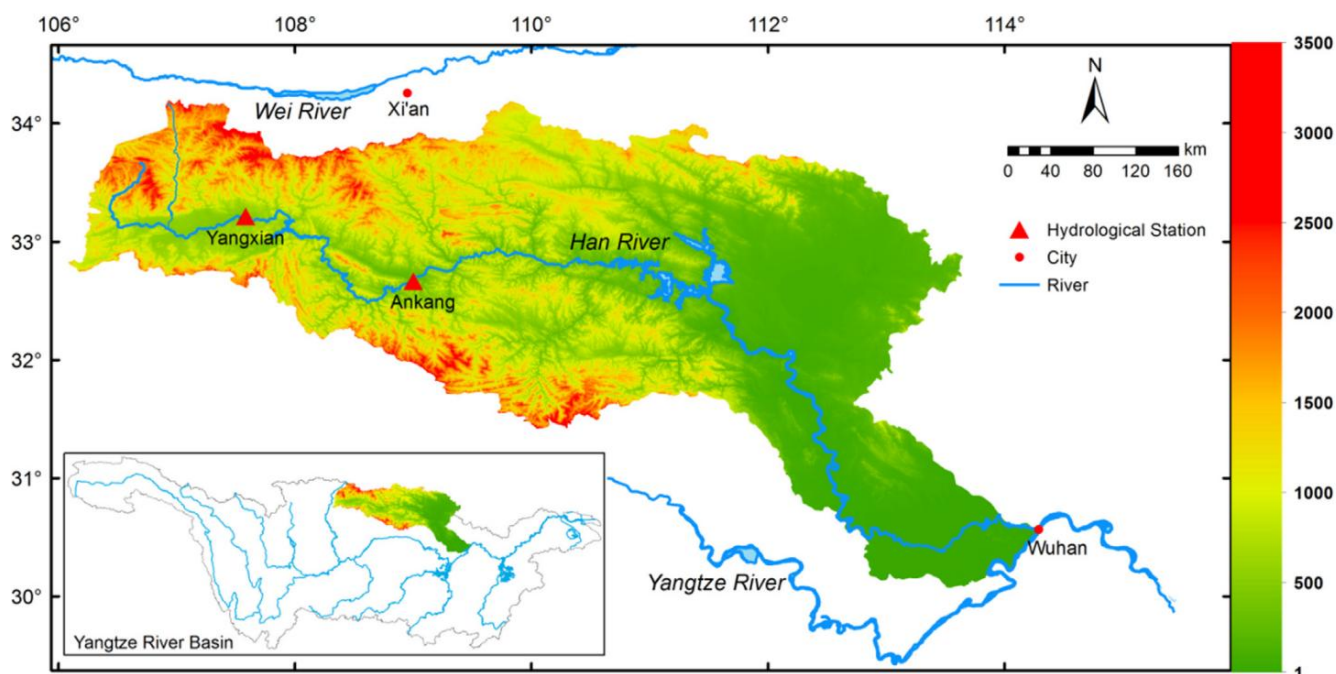 106° 108° 110° 112° 114°
34°
33°
32°
31°
30°
Wei River
Xi'an
N
km
0 40 80 120 160
Hydrological Station
City
River
Yangxian
Ankang
Han River
Wuhan
Yangtze River
Yangtze River Basin
3500
3000
2500
2000
1500
1000
500
1